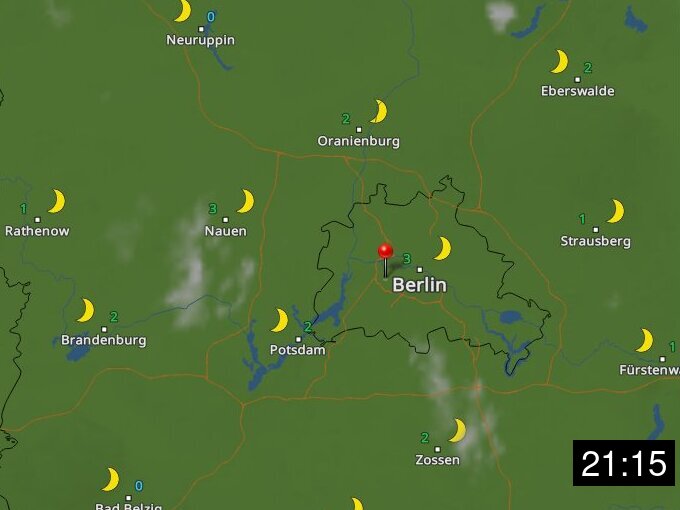 0
Neuruppin
2
Eberswalde
2
Oranienburg
1
Rathenow
3
Nauen
1
Strausberg
3
Berlin
2
Brandenburg
2
Potsdam
1
Fürstenwa
2
Zossen
21:15
0
Bad Belzig